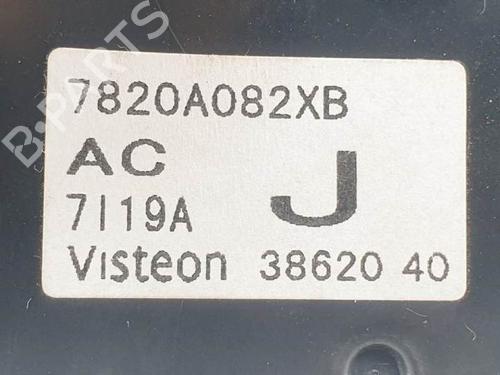 7820A082XB
AC J
7I19A
Visteon 38620 40
B-PARTS